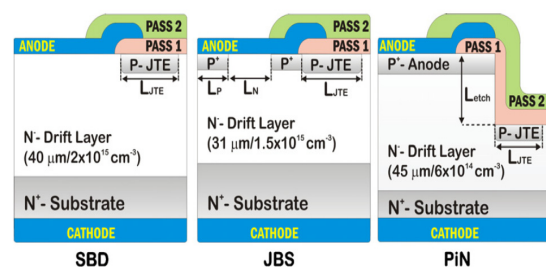 PASS 2
ANODE
PASS 1
P- JTE
LJTE
N⁻- Drift Layer
(40 µm/2x10¹⁵ cm⁻³)
N⁺- Substrate
CATHODE
SBD
PASS 2
ANODE
PASS 1
P⁺
P⁺
P- JTE
LP
LN
LJTE
N⁻- Drift Layer
(31 µm/1.5x10¹⁵ cm⁻³)
N⁺- Substrate
CATHODE
JBS
ANODE
PASS 1
P⁺- Anode
Letch
PASS 2
P- JTE
LJTE
N⁻- Drift Layer
(45 µm/6x10¹⁴ cm⁻³)
N⁺- Substrate
CATHODE
PiN